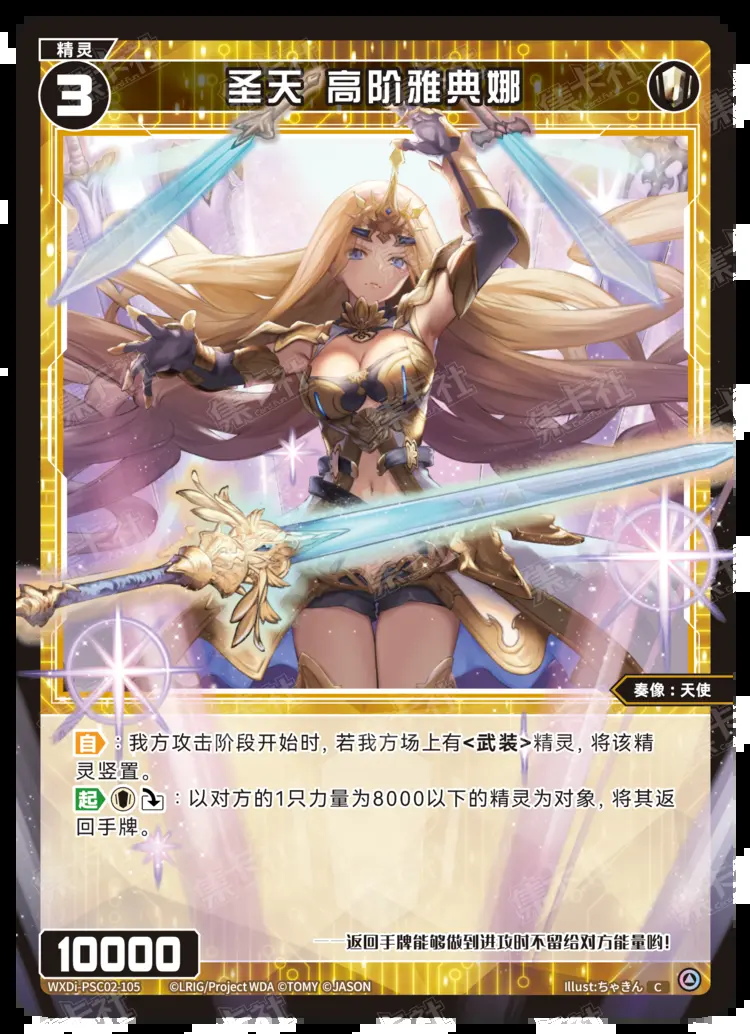 精灵
3
圣天 高阶雅典娜
奏像：天使
自：我方攻击阶段开始时, 若我方场上有<武装>精灵, 将该精
灵竖置。
起：以对方的1只力量为8000以下的精灵为对象, 将其返
回手牌。
——返回手牌能够做到进攻时不留给对方能量哟!
10000
WXDi-PSC02-105 ©LRIG/Project WDA ©TOMY ©JASON Illust:ちゃきん C
集卡社